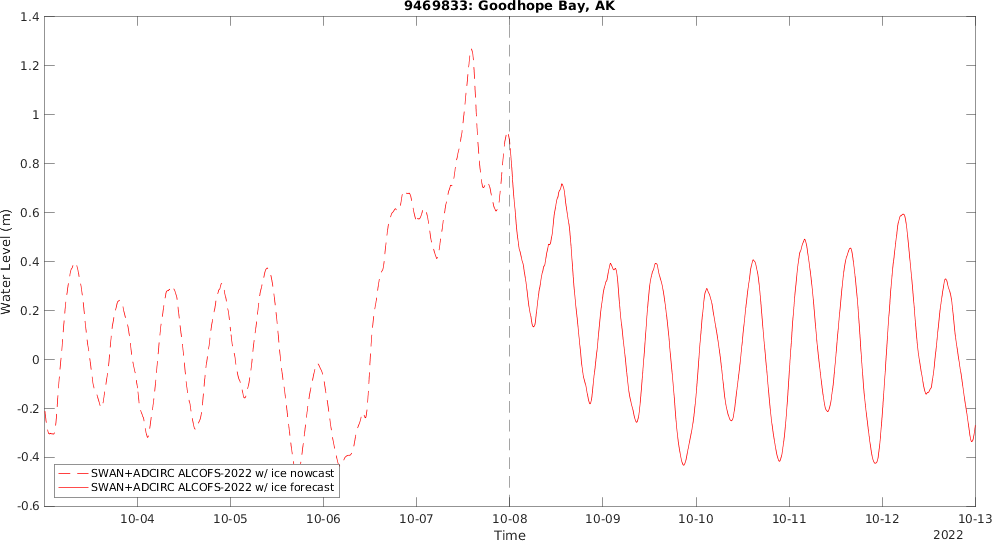 9469833: Goodhope Bay, AK
Water Level (m)
1.4
1.2
1
0.8
0.6
0.4
0.2
0
-0.2
-0.4
-0.6
SWAN+ADCIRC ALCOFS-2022 w/ ice nowcast
SWAN+ADCIRC ALCOFS-2022 w/ ice forecast
10-04 10-05 10-06 10-07 10-08 10-09 10-10 10-11 10-12 10-13
Time
2022